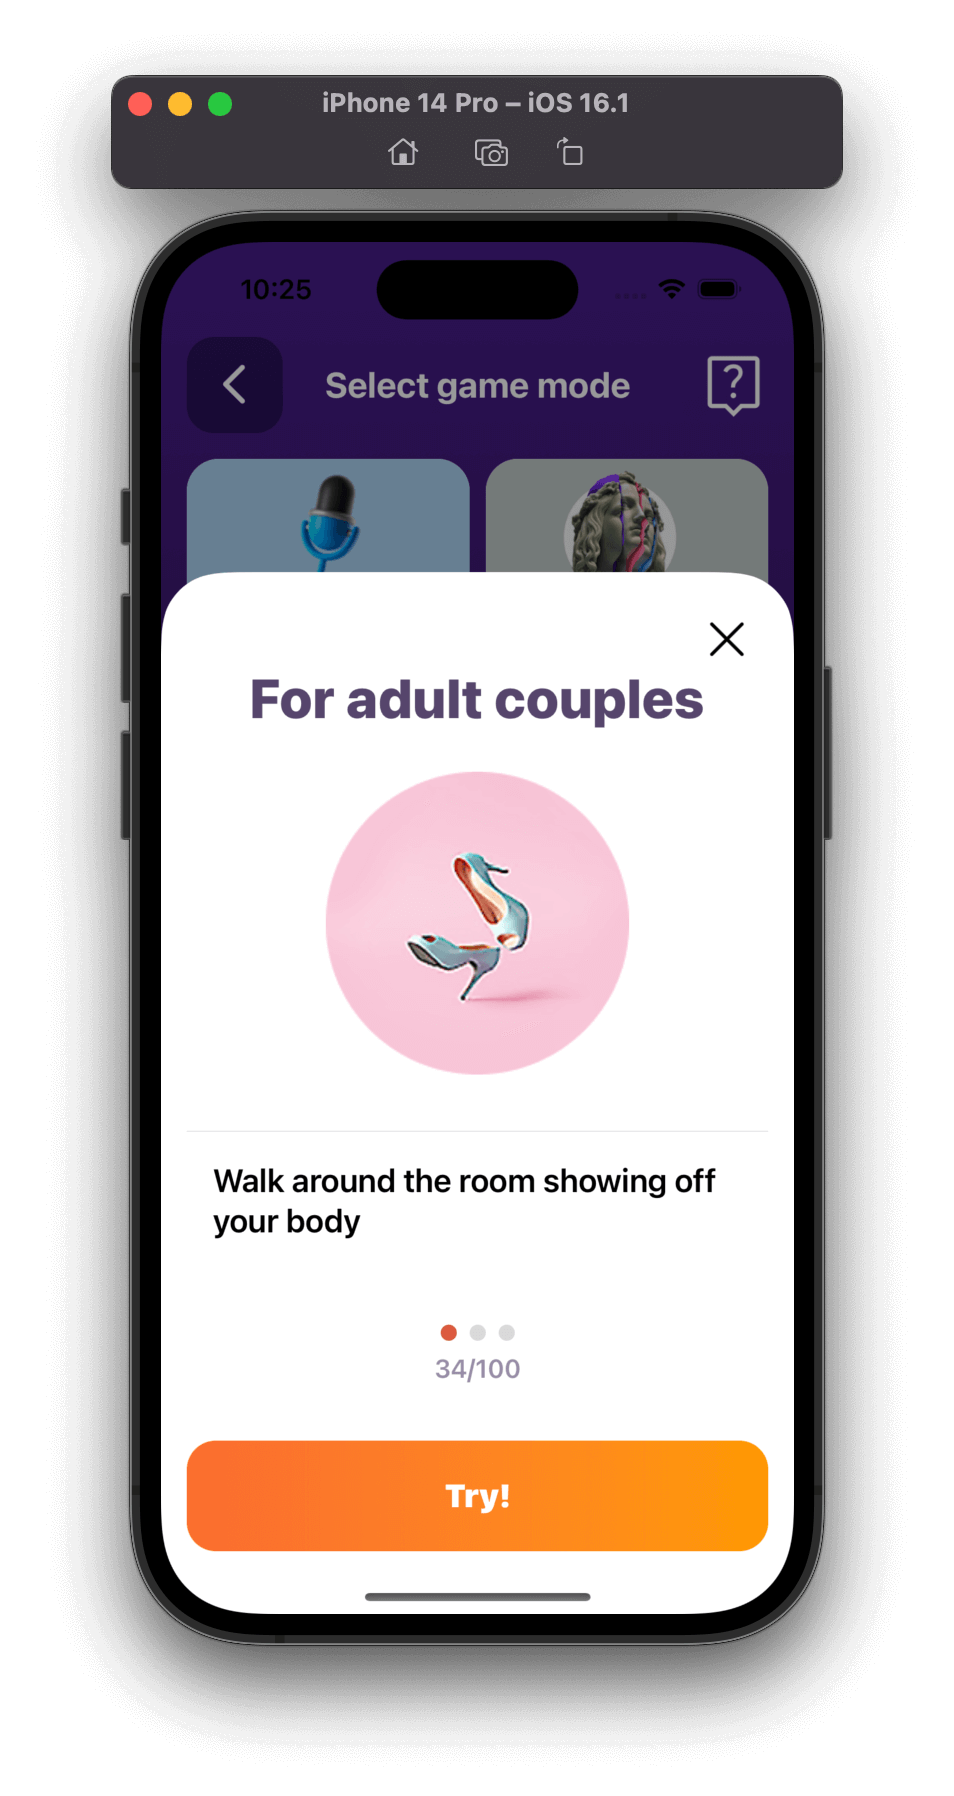 iPhone 14 Pro – iOS 16.1
10:25
Select game mode
For adult couples
Walk around the room showing off
your body
34/100
Try!